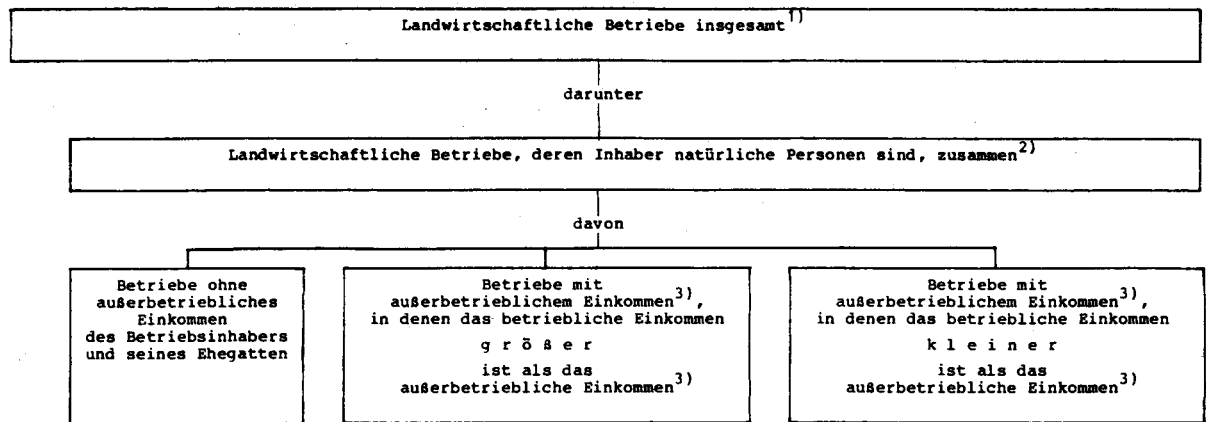 Landwirtschaftliche Betriebe insgesamt1)
darunter
Landwirtschaftliche Betriebe, deren Inhaber natürliche Personen sind, zusammen2)
davon
Betriebe ohne
außerbetriebliches
Einkommen
des Betriebsinhabers
und seines Ehegatten
Betriebe mit
außerbetrieblichem Einkommen3),
in denen das betriebliche Einkommen
g r ö ß e r
ist als das
außerbetriebliche Einkommen3)
Betriebe mit
außerbetrieblichem Einkommen3),
in denen das betriebliche Einkommen
k l e i n e r
ist als das
außerbetriebliche Einkommen3)